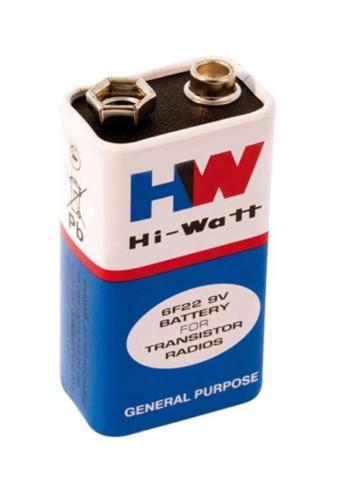 HW
Hi-Watt
6F22 9V
BATTERY
FOR
TRANSISTOR
RADIOS
GENERAL PURPOSE
Pb